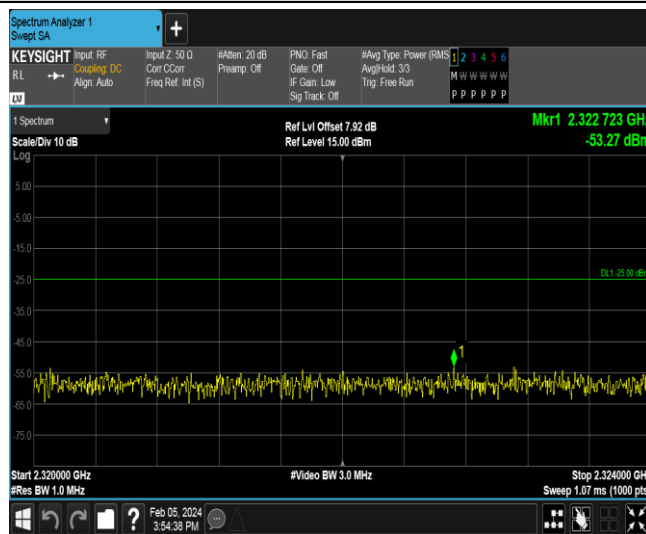 Spectrum Analyzer 1
Swept SA
+
KEYSIGHT
RL
LXI
Input: RF
Coupling: DC
Align: Auto
Input Z: 50 Ω
Corr CCorr
Freq Ref: Int (S)
#Atten: 20 dB
Preamp: Off
PNO: Fast
Gate: Off
IF Gain: Low
Sig Track: Off
#Avg Type: Power (RMS
Avg|Hold: 3/3
Trig: Free Run
1 2 3 4 5 6
M W W W W W
P P P P P P
1 Spectrum
Scale/Div 10 dB
Log
Ref Lvl Offset 7.92 dB
Ref Level 15.00 dBm
Mkr1 2.322 723 GH
-53.27 dBm
5.00
-5.00
-15.0
DL1 -25.00 dBm
-25.0
-35.0
-45.0
1
-55.0
-65.0
-75.0
Start 2.320000 GHz
#Res BW 1.0 MHz
#Video BW 3.0 MHz
Stop 2.324000 GH
Sweep 1.07 ms (1000 pts
?
Feb 05, 2024
3:54:38 PM